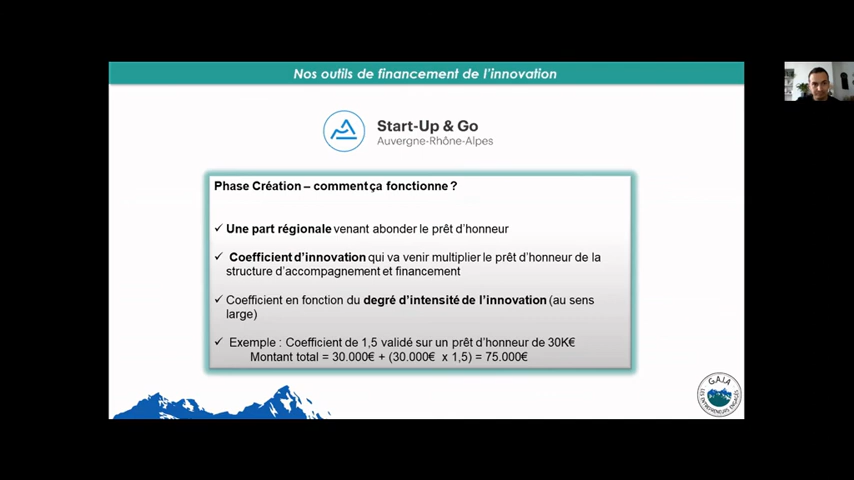 Nos outils de financement de l'innovation
Start-Up & Go
Auvergne-Rhône-Alpes
Phase Création – comment ça fonctionne ?
✓ Une part régionale venant abonder le prêt d'honneur
✓ Coefficient d'innovation qui va venir multiplier le prêt d'honneur de la
structure d'accompagnement et financement
✓ Coefficient en fonction du degré d'intensité de l'innovation (au sens
large)
✓ Exemple : Coefficient de 1,5 validé sur un prêt d'honneur de 30K€
Montant total = 30.000€ + (30.000€ x 1,5) = 75.000€
G.A.I.A
LES ENTREPRENEURS ENGAGÉS